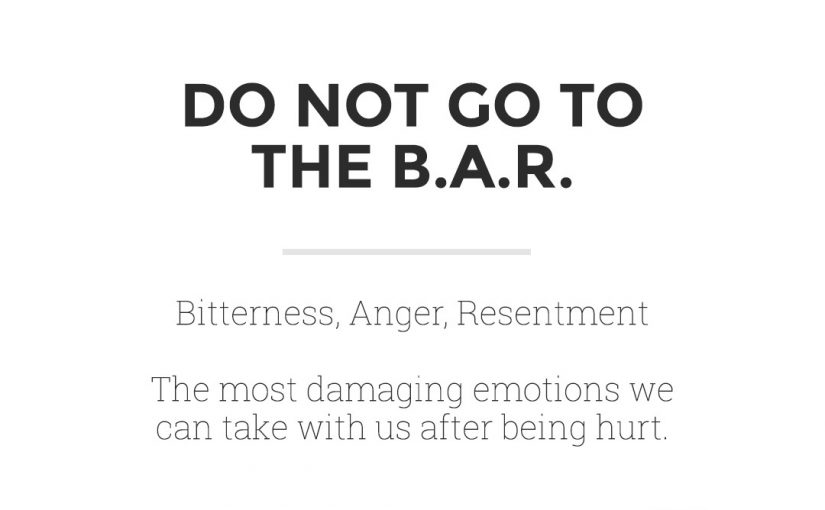 DO NOT GO TO
THE B.A.R.
Bitterness, Anger, Resentment
The most damaging emotions we
can take with us after being hurt.